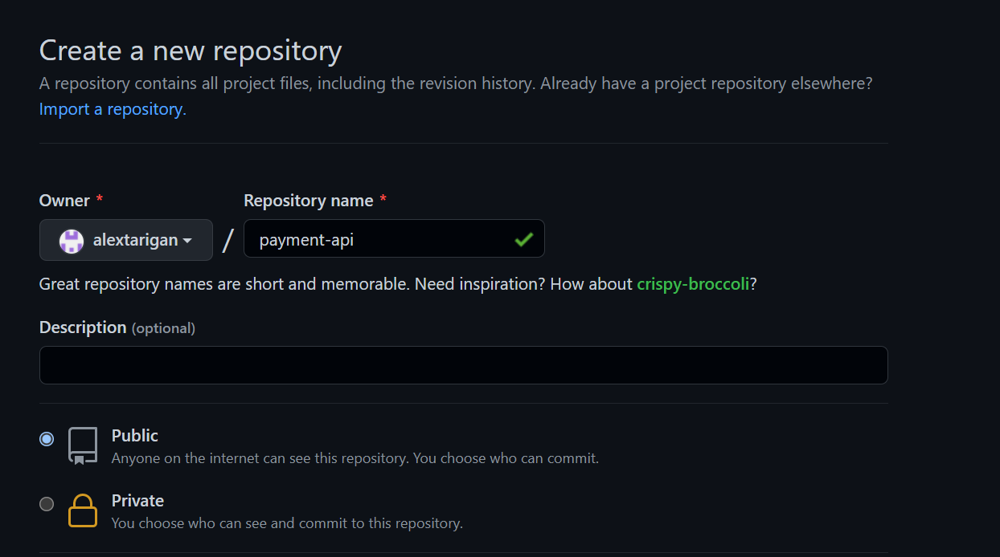 Create a new repository
A repository contains all project files, including the revision history. Already have a project repository elsewhere?
Import a repository.
Owner * Repository name *
alextarigan / payment-api
Great repository names are short and memorable. Need inspiration? How about crispy-broccoli?
Description (optional)
Public
Anyone on the internet can see this repository. You choose who can commit.
Private
You choose who can see and commit to this repository.